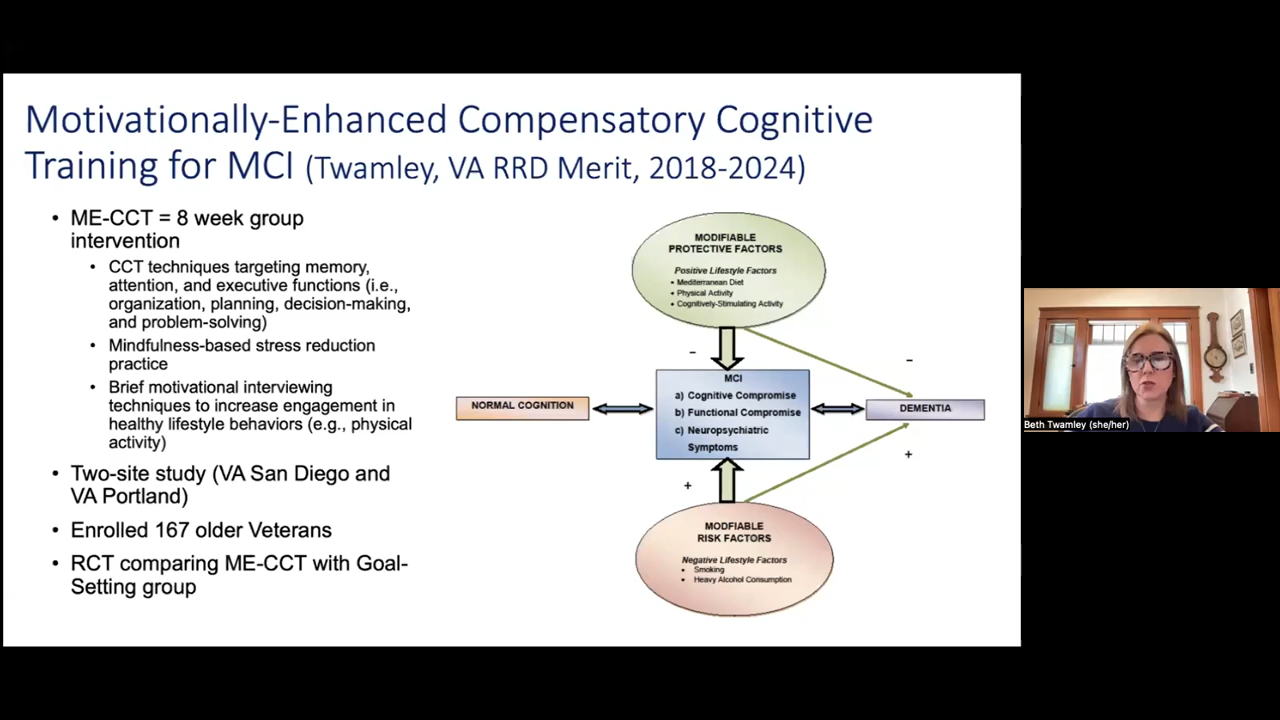 Motivationally-Enhanced Compensatory Cognitive
Training for MCI (Twamley, VA RRD Merit, 2018-2024)
• ME-CCT = 8 week group
intervention
• CCT techniques targeting memory,
attention, and executive functions (i.e.,
organization, planning, decision-making,
and problem-solving)
• Mindfulness-based stress reduction
practice
• Brief motivational interviewing
techniques to increase engagement in
healthy lifestyle behaviors (e.g., physical
activity)
• Two-site study (VA San Diego and
VA Portland)
• Enrolled 167 older Veterans
• RCT comparing ME-CCT with Goal-
Setting group
MODIFIABLE
PROTECTIVE FACTORS
Positive Lifestyle Factors
• Mediterranean Diet
• Physical Activity
• Cognitively-Stimulating Activity
−
−
NORMAL COGNITION
MCI
a) Cognitive Compromise
b) Functional Compromise
c) Neuropsychiatric
Symptoms
DEMENTIA
+
+
MODFIABLE
RISK FACTORS
Negative Lifestyle Factors
• Smoking
• Heavy Alcohol Consumption
Beth Twamley (she/her)